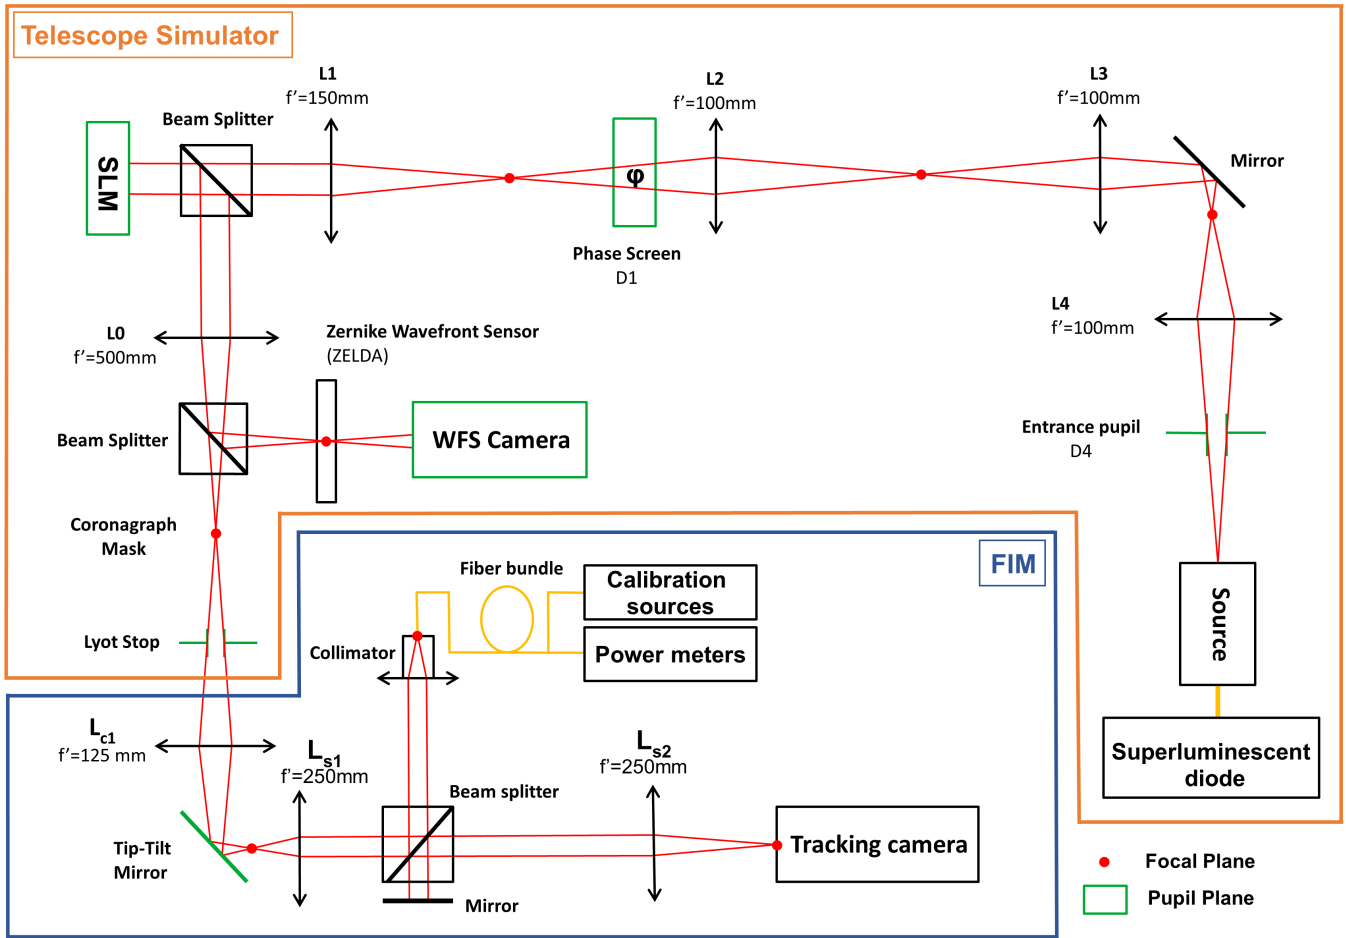 Telescope Simulator
L1
f’=150mm
L2
f’=100mm
L3
f’=100mm
Beam Splitter
SLM
φ
Mirror
Phase Screen
D1
L0
f’=500mm
Zernike Wavefront Sensor
(ZELDA)
L4
f’=100mm
Beam Splitter
WFS Camera
Entrance pupil
D4
Coronagraph
Mask
Lyot Stop
Source
Superluminescent
diode
FIM
Fiber bundle
Calibration
sources
Power meters
Collimator
Lc1
f’=125 mm
Ls1
f’=250mm
Ls2
f’=250mm
Beam splitter
Tip-Tilt
Mirror
Tracking camera
Mirror
Focal Plane
Pupil Plane